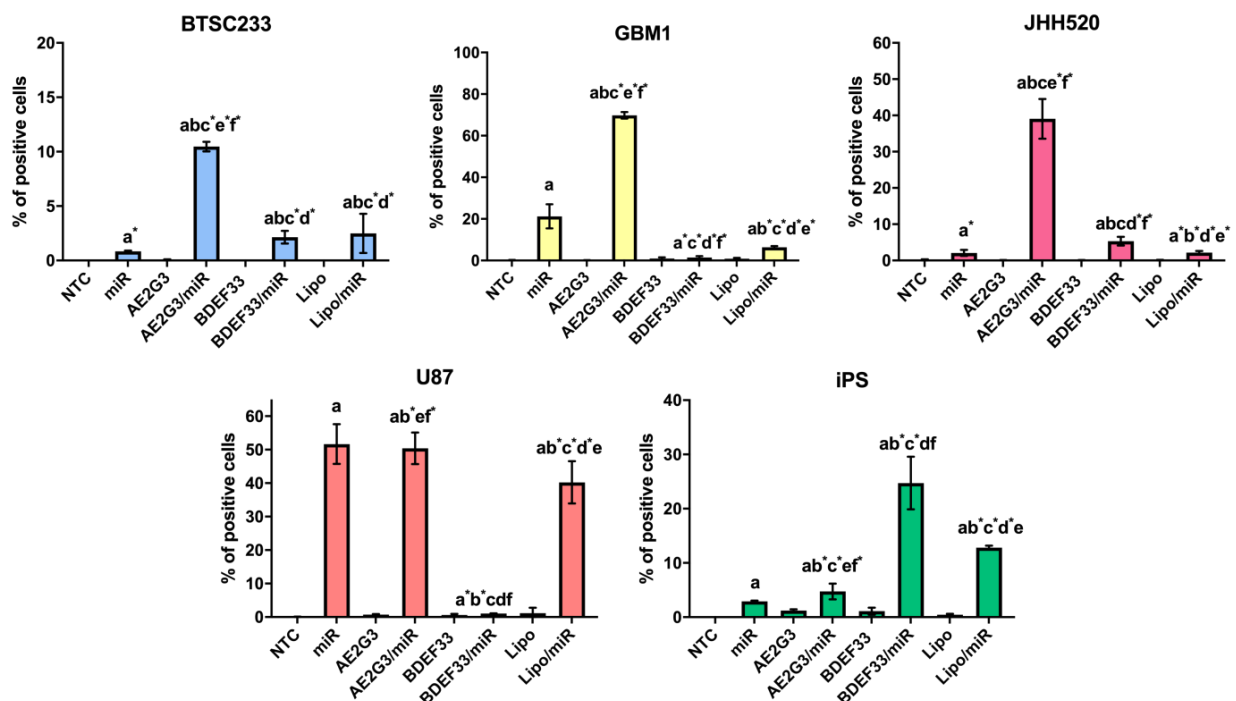 BTSC233
% of positive cells
20
15
10
5
0
a*
abc*e*f*
abc*d*
abc*d*
NTC
miR
AE2G3
AE2G3/miR
BDEF33
BDEF33/miR
Lipo
Lipo/miR
GBM1
% of positive cells
100
80
60
40
20
0
a
abc*e*f*
a*c*d*f*
ab*c*d*e*
NTC
miR
AE2G3
AE2G3/miR
BDEF33
BDEF33/miR
Lipo
Lipo/miR
JHH520
% of positive cells
60
50
40
30
20
10
0
a*
abce*f*
abcd*f*
a*b*d*e*
NTC
miR
AE2G3
AE2G3/miR
BDEF33
BDEF33/miR
Lipo
Lipo/miR
U87
% of positive cells
60
50
40
30
20
10
0
a
ab*ef*
a*b*cdf
ab*c*d*e
NTC
miR
AE2G3
AE2G3/miR
BDEF33
BDEF33/miR
Lipo
Lipo/miR
iPS
% of positive cells
40
30
20
10
0
a
ab*c*ef*
ab*c*df
ab*c*d*e
NTC
miR
AE2G3
AE2G3/miR
BDEF33
BDEF33/miR
Lipo
Lipo/miR